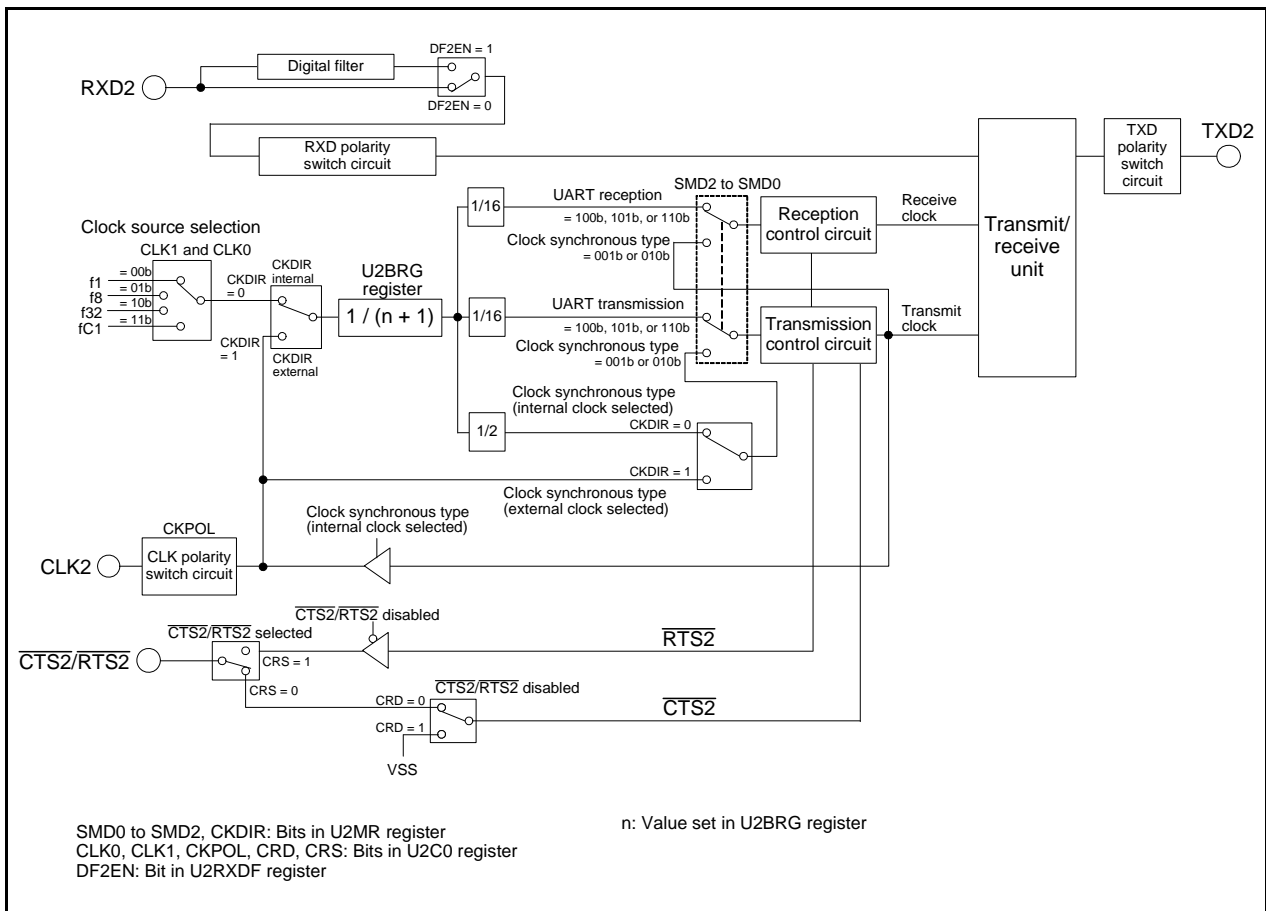 DF2EN = 1
Digital filter
RXD2
DF2EN = 0
RXD polarity
switch circuit
TXD
polarity
switch
circuit
TXD2
SMD2 to SMD0
1/16
UART reception
= 100b, 101b, or 110b
Clock synchronous type
= 001b or 010b
Reception
control circuit
Receive
clock
Transmit/
receive
unit
Clock source selection
CLK1 and CLK0
f1
= 00b
f8
= 01b
f32
= 10b
fC1
= 11b
CKDIR
= 0
CKDIR
internal
CKDIR
= 1
CKDIR
external
U2BRG
register
1 / (n + 1)
1/16
UART transmission
= 100b, 101b, or 110b
Clock synchronous type
= 001b or 010b
Transmission
control circuit
Transmit
clock
Clock synchronous type
(internal clock selected)
1/2
CKDIR = 0
CKDIR = 1
Clock synchronous type
(external clock selected)
Clock synchronous type
(internal clock selected)
CKPOL
CLK2
CLK polarity
switch circuit
CTS2/RTS2 disabled
CTS2/RTS2 selected
CTS2/RTS2
CRS = 1
RTS2
CRS = 0
CTS2/RTS2 disabled
CRD = 0
CTS2
CRD = 1
VSS
SMD0 to SMD2, CKDIR: Bits in U2MR register
CLK0, CLK1, CKPOL, CRD, CRS: Bits in U2C0 register
DF2EN: Bit in U2RXDF register
n: Value set in U2BRG register